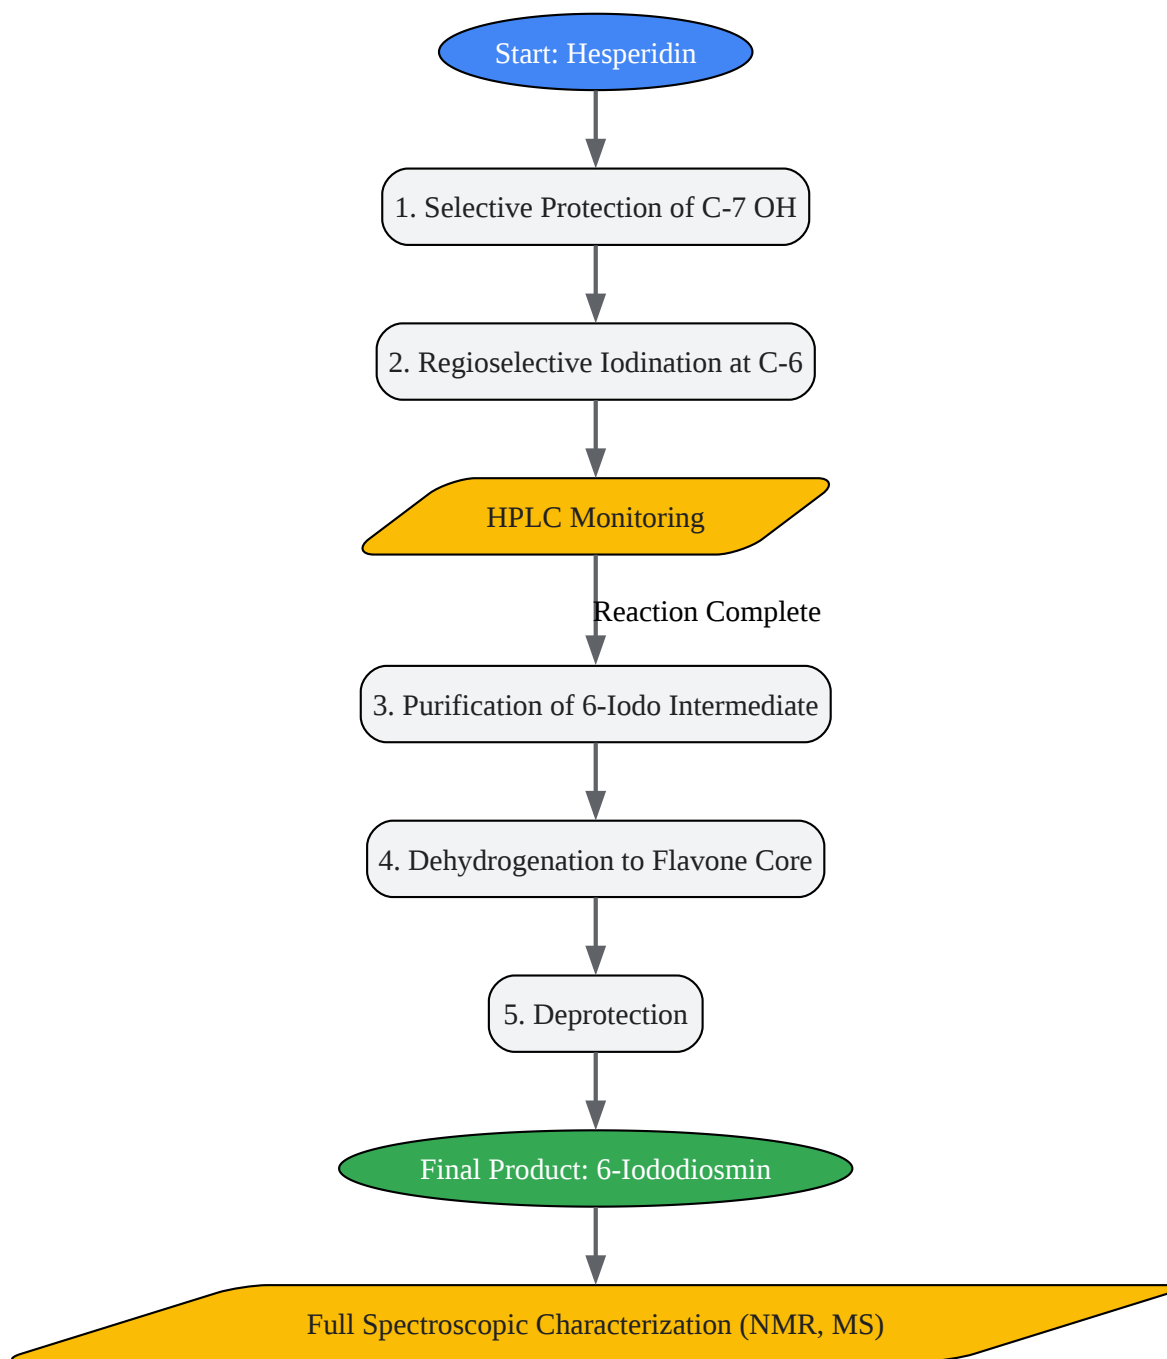 Start: Hesperidin
1. Selective Protection of C-7 OH
2. Regioselective Iodination at C-6
HPLC Monitoring
Reaction Complete
3. Purification of 6-Iodo Intermediate
4. Dehydrogenation to Flavone Core
5. Deprotection
Final Product: 6-Iododiosmin
Full Spectroscopic Characterization (NMR, MS)